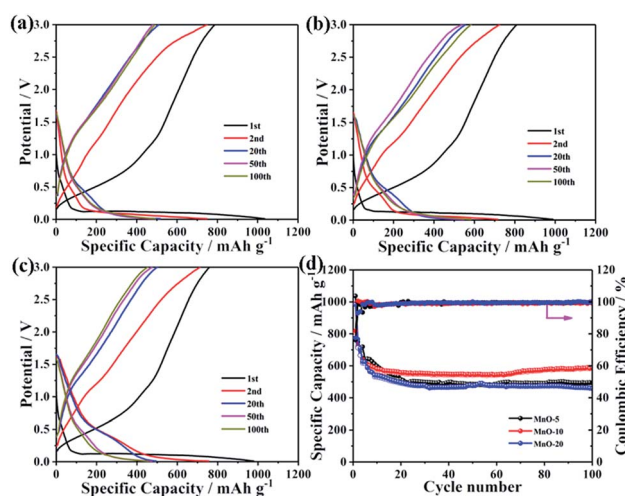 (a)
3.0
2.5
2.0
1.5
1.0
0.5
0.0
Potential / V
1st
2nd
20th
50th
100th
0 200 400 600 800 1000 1200
Specific Capacity / mAh g-1
(b)
3.0
2.5
2.0
1.5
1.0
0.5
0.0
Potential / V
1st
2nd
20th
50th
100th
0 200 400 600 800 1000 1200
Specific Capacity / mAh g-1
(c)
3.0
2.5
2.0
1.5
1.0
0.5
0.0
Potential / V
1st
2nd
20th
50th
100th
0 200 400 600 800 1000 1200
Specific Capacity / mAh g-1
(d)
1200
1000
800
600
400
200
0
Specific Capacity / mAh g-1
120
100
80
60
40
20
0
Coulombic Efficiency / %
MnO-5
MnO-10
MnO-20
0 20 40 60 80 100
Cycle number